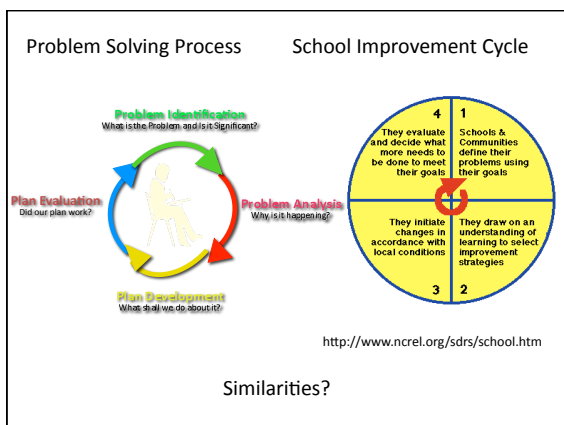 Problem Solving Process
School Improvement Cycle
Problem Identification
What is the Problem and Is it Significant?
Problem Analysis
Why is it happening?
Plan Development
What shall we do about it?
Plan Evaluation
Did our plan work?
1
Schools &
Communities
define their
problems using
their goals
They draw on an
understanding of
learning to select
improvement
strategies
2
They initiate
changes in
accordance with
local conditions
3
4
They evaluate
and decide what
more needs to
be done to meet
their goals
http://www.ncrel.org/sdrs/school.htm
Similarities?